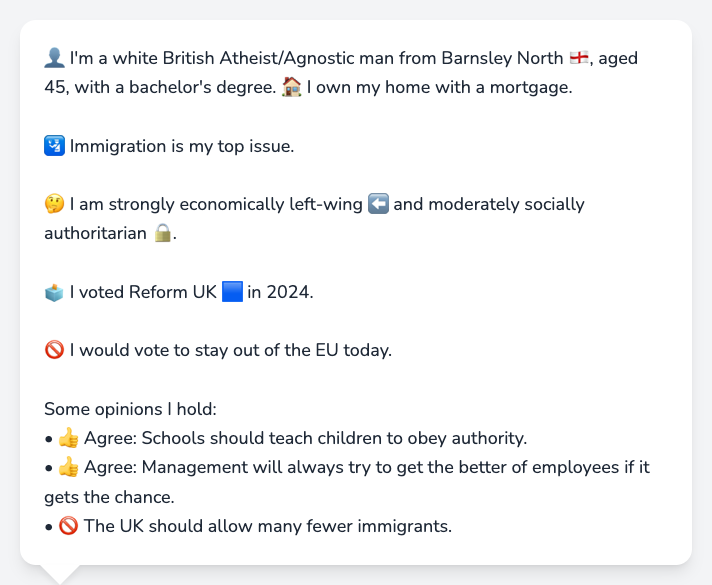 👤 I'm a white British Atheist/Agnostic man from Barnsley North 🏴󠁧󠁢󠁥󠁮󠁧󠁿, aged
45, with a bachelor's degree. 🏠 I own my home with a mortgage.
🛂 Immigration is my top issue.
🤔 I am strongly economically left-wing ⬅️ and moderately socially
authoritarian 🔒.
🗳️ I voted Reform UK 🟦 in 2024.
🚫 I would vote to stay out of the EU today.
Some opinions I hold:
• 👍 Agree: Schools should teach children to obey authority.
• 👍 Agree: Management will always try to get the better of employees if it
gets the chance.
• 🚫 The UK should allow many fewer immigrants.